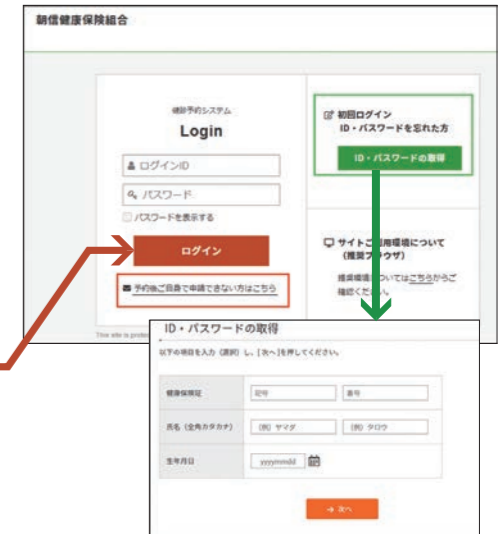 朝信健康保険組合
健診予約システム
Login
ログインID
パスワード
パスワードを表示する
ログイン
予約後ご自身で申請できない方はこちら
This site is protec
初回ログイン
ID・パスワードを忘れた方
ID・パスワードの取得
サイトご利用環境について
(推奨ブラウザ)
推奨環境についてはこちらからご
確認ください。
ID・パスワードの取得
以下の項目を入力（選択）し、[次へ]を押してください。
健康保険証
記号
番号
氏名（全角カタカナ）
(例) ヤマダ
(例) タロウ
生年月日
yyyymmdd
→ 次へ